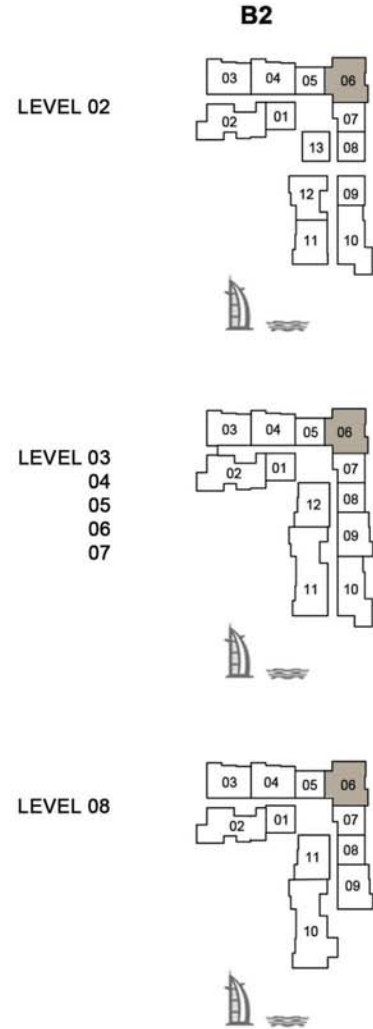 B2
LEVEL 02
03 04 05 06
02 01 07
13 08
12 09
11 10
LEVEL 03
04
05
06
07
03 04 05 06
02 01 07
12 08
09
11 10
LEVEL 08
03 04 05 06
02 01 07
11 08
09
10